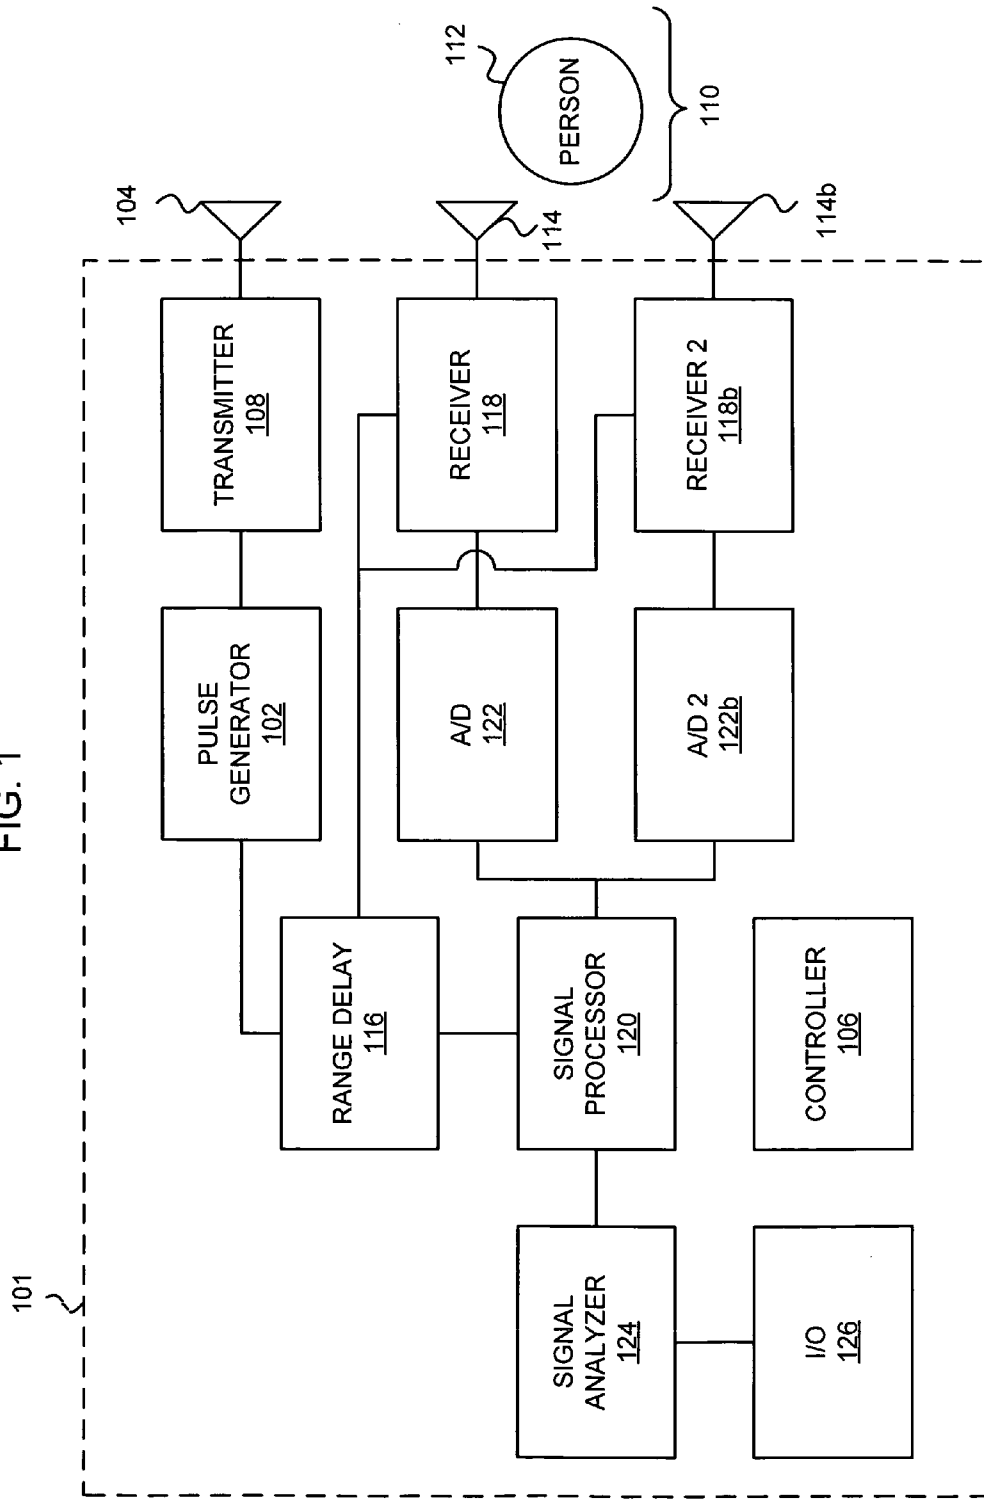 FIG. 1
101
104
TRANSMITTER
108
PULSE
GENERATOR
102
RANGE DELAY
116
RECEIVER
118
114
A/D
122
112
PERSON
110
SIGNAL
PROCESSOR
120
SIGNAL
ANALYZER
124
RECEIVER 2
118b
114b
A/D 2
122b
CONTROLLER
106
I/O
126